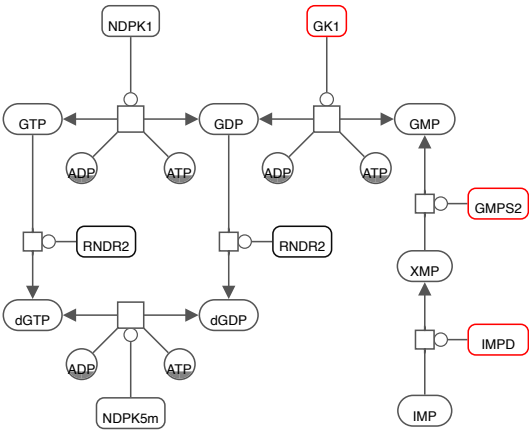 NDPK1
GK1
GTP
GDP
GMP
ADP
ATP
ADP
ATP
GMPS2
RNDR2
RNDR2
XMP
dGTP
dGDP
IMPD
ADP
ATP
NDPK5m
IMP